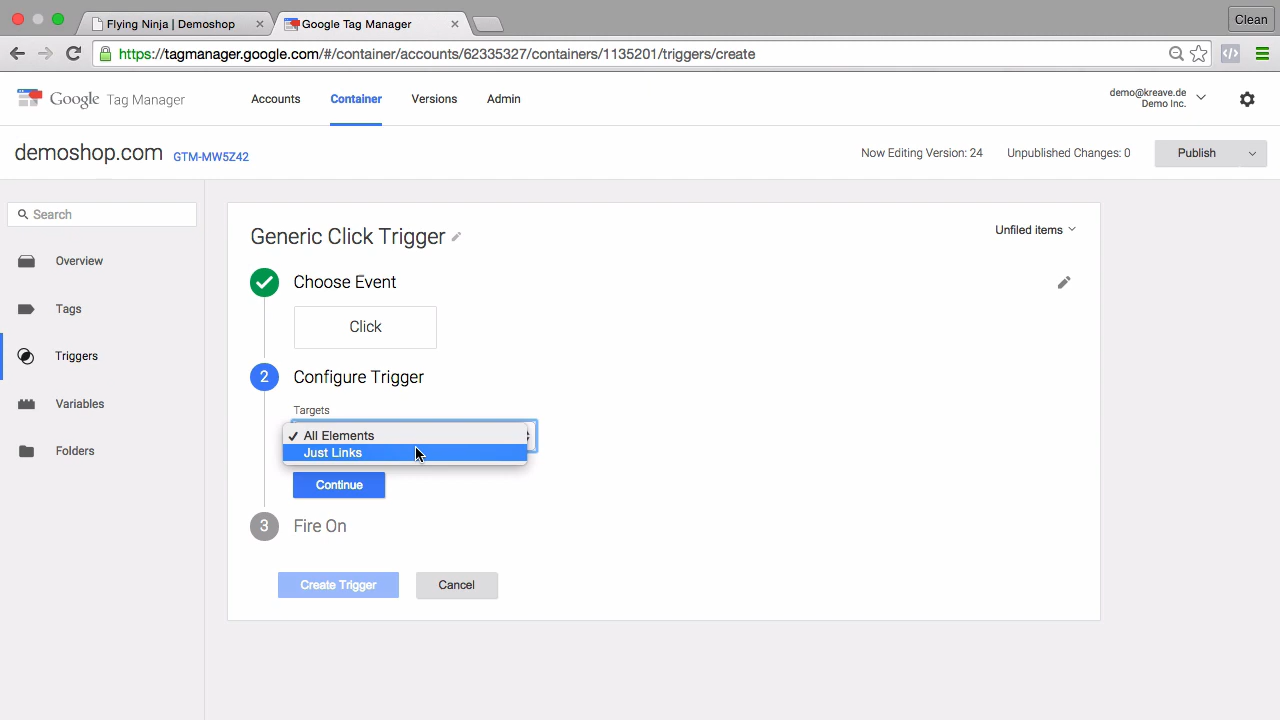 Flying Ninja | Demoshop
Google Tag Manager
Clean
https://tagmanager.google.com/#/container/accounts/62335327/containers/1135201/triggers/create
Google Tag Manager
Accounts
Container
Versions
Admin
demo@kreave.de
Demo Inc.
demoshop.com GTM-MW5Z42
Now Editing Version: 24
Unpublished Changes: 0
Publish
Search
Overview
Tags
Triggers
Variables
Folders
Generic Click Trigger
Unfiled items
Choose Event
Click
2 Configure Trigger
Targets
✓ All Elements
Just Links
Continue
3 Fire On
Create Trigger
Cancel